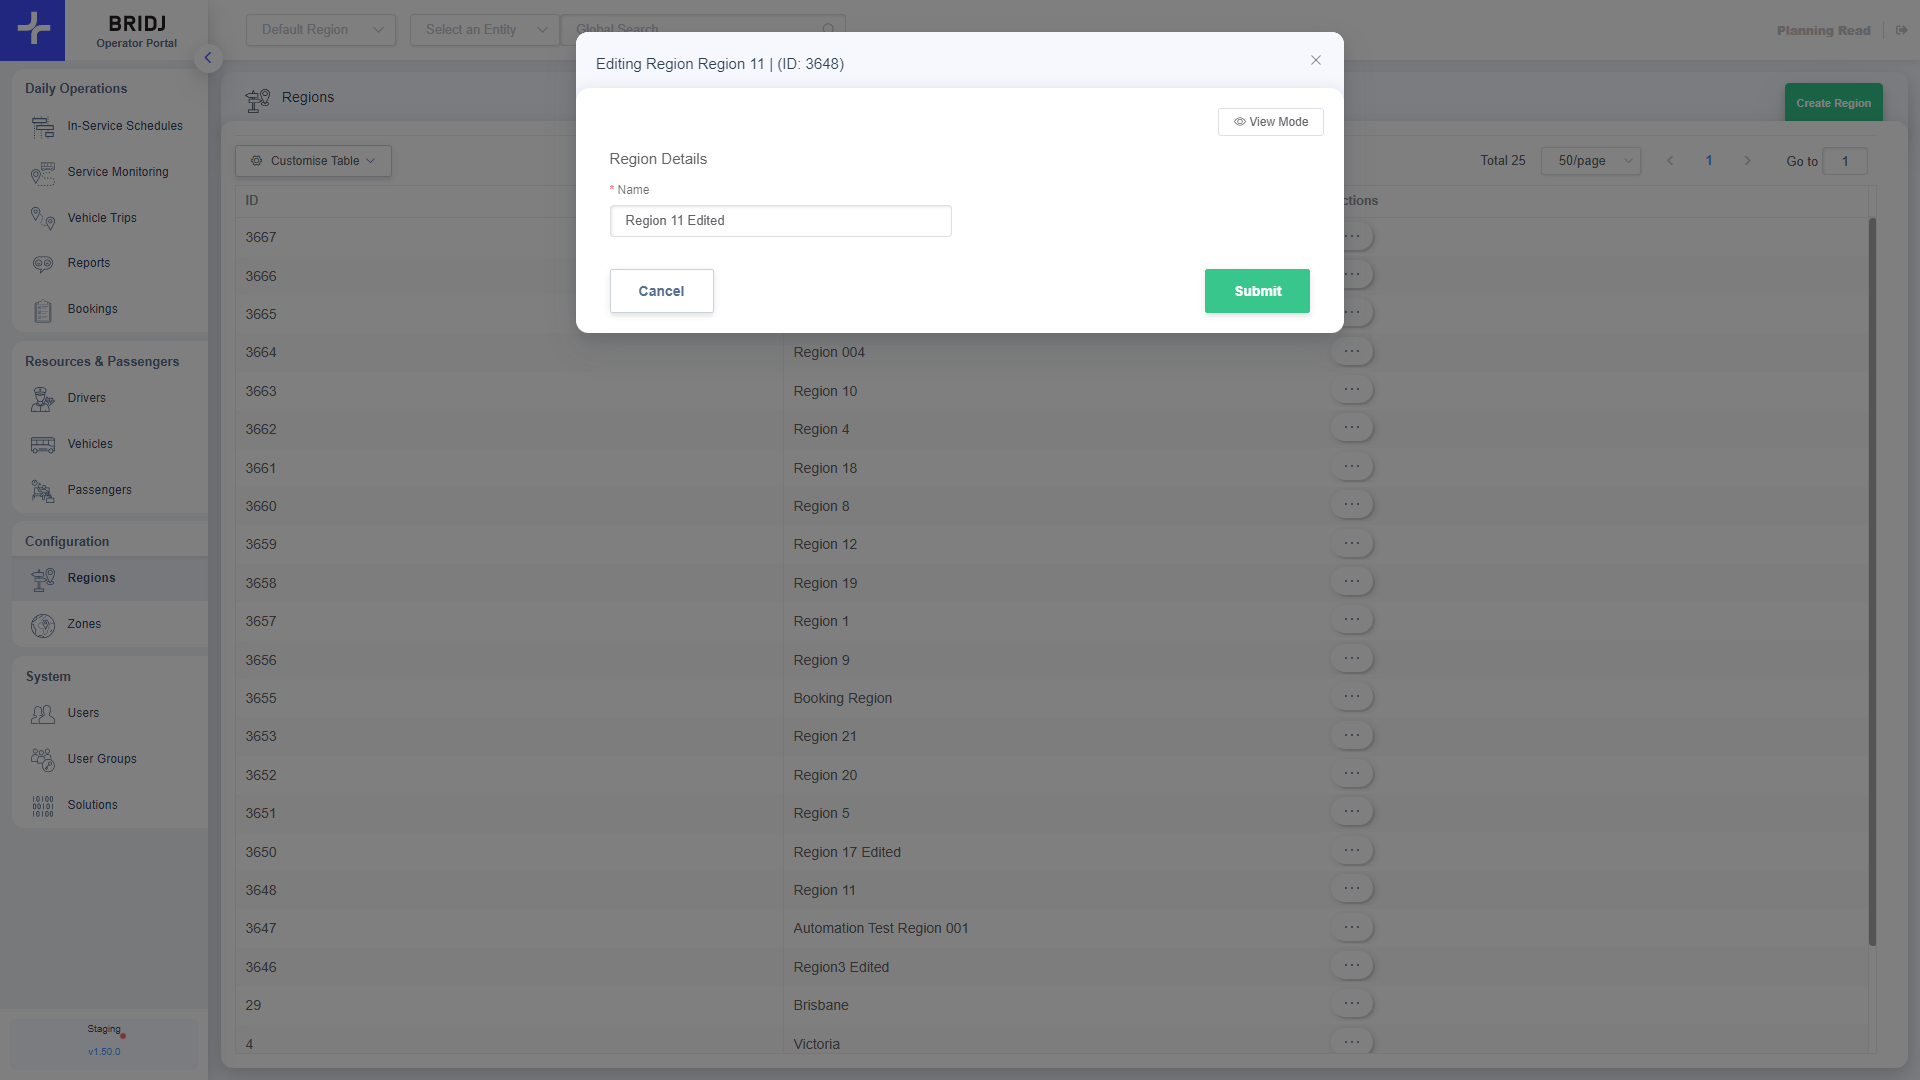 BRIDJ
Operator Portal
Default Region
Select an Entity
Global Search
Planning Read
Daily Operations
In-Service Schedules
Service Monitoring
Vehicle Trips
Reports
Bookings
Resources & Passengers
Drivers
Vehicles
Passengers
Configuration
Regions
Zones
System
Users
User Groups
Solutions
Staging
v1.50.0
Regions
Create Region
Customise Table
Total 25
50/page
1
Go to
1
ID
ctions
3667
3666
3665
3664 Region 004
3663 Region 10
3662 Region 4
3661 Region 18
3660 Region 8
3659 Region 12
3658 Region 19
3657 Region 1
3656 Region 9
3655 Booking Region
3653 Region 21
3652 Region 20
3651 Region 5
3650 Region 17 Edited
3648 Region 11
3647 Automation Test Region 001
3646 Region3 Edited
29 Brisbane
4 Victoria
Editing Region Region 11 | (ID: 3648)
View Mode
Region Details
* Name
Region 11 Edited
Cancel
Submit